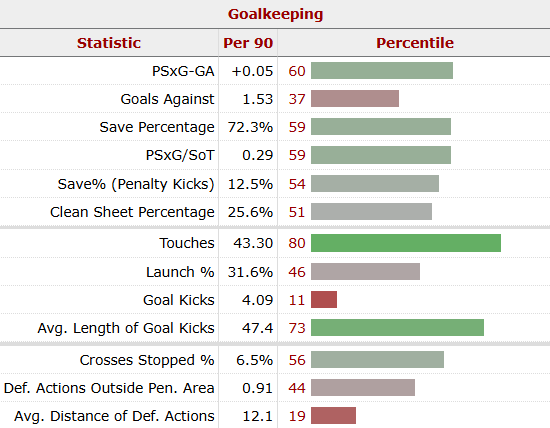 Goalkeeping
Statistic Per 90 Percentile
PSxG-GA +0.05 60
Goals Against 1.53 37
Save Percentage 72.3% 59
PSxG/SoT 0.29 59
Save% (Penalty Kicks) 12.5% 54
Clean Sheet Percentage 25.6% 51
Touches 43.30 80
Launch % 31.6% 46
Goal Kicks 4.09 11
Avg. Length of Goal Kicks 47.4 73
Crosses Stopped % 6.5% 56
Def. Actions Outside Pen. Area 0.91 44
Avg. Distance of Def. Actions 12.1 19